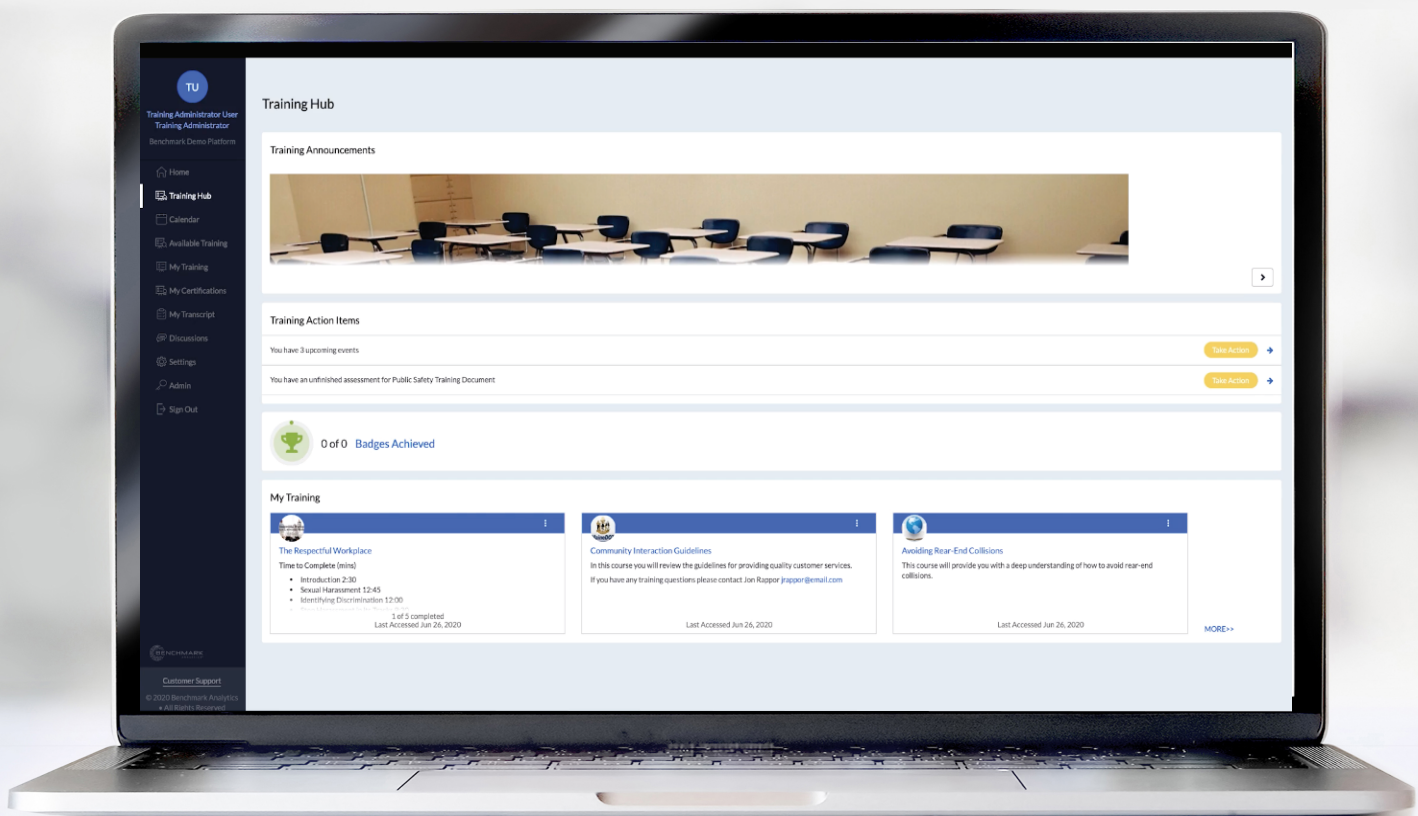 TU
Training Administrator User
Training Administrator
Benchmark Demo Platform
Home
Training Hub
Calendar
Available Training
My Training
My Certifications
My Transcript
Discussions
Settings
Admin
Sign Out
BENCHMARK
Customer Support
© 2020 Benchmark Analytics
• All Rights Reserved
Training Hub
Training Announcements
Training Action Items
You have 3 upcoming events
Take Action
You have an unfinished assessment for Public Safety Training Document
Take Action
0 of 0 Badges Achieved
My Training
The Respectful Workplace
Time to Complete (mins)
• Introduction 2:30
• Sexual Harassment 12:45
• Identifying Discrimination 12:00
1 of 5 completed
Last Accessed Jun 26, 2020
Community Interaction Guidelines
In this course you will review the guidelines for providing quality customer services.
If you have any training questions please contact Jon Rappor jrappor@email.com
Last Accessed Jun 26, 2020
Avoiding Rear-End Collisions
This course will provide you with a deep understanding of how to avoid rear-end
collisions.
Last Accessed Jun 26, 2020
MORE>>